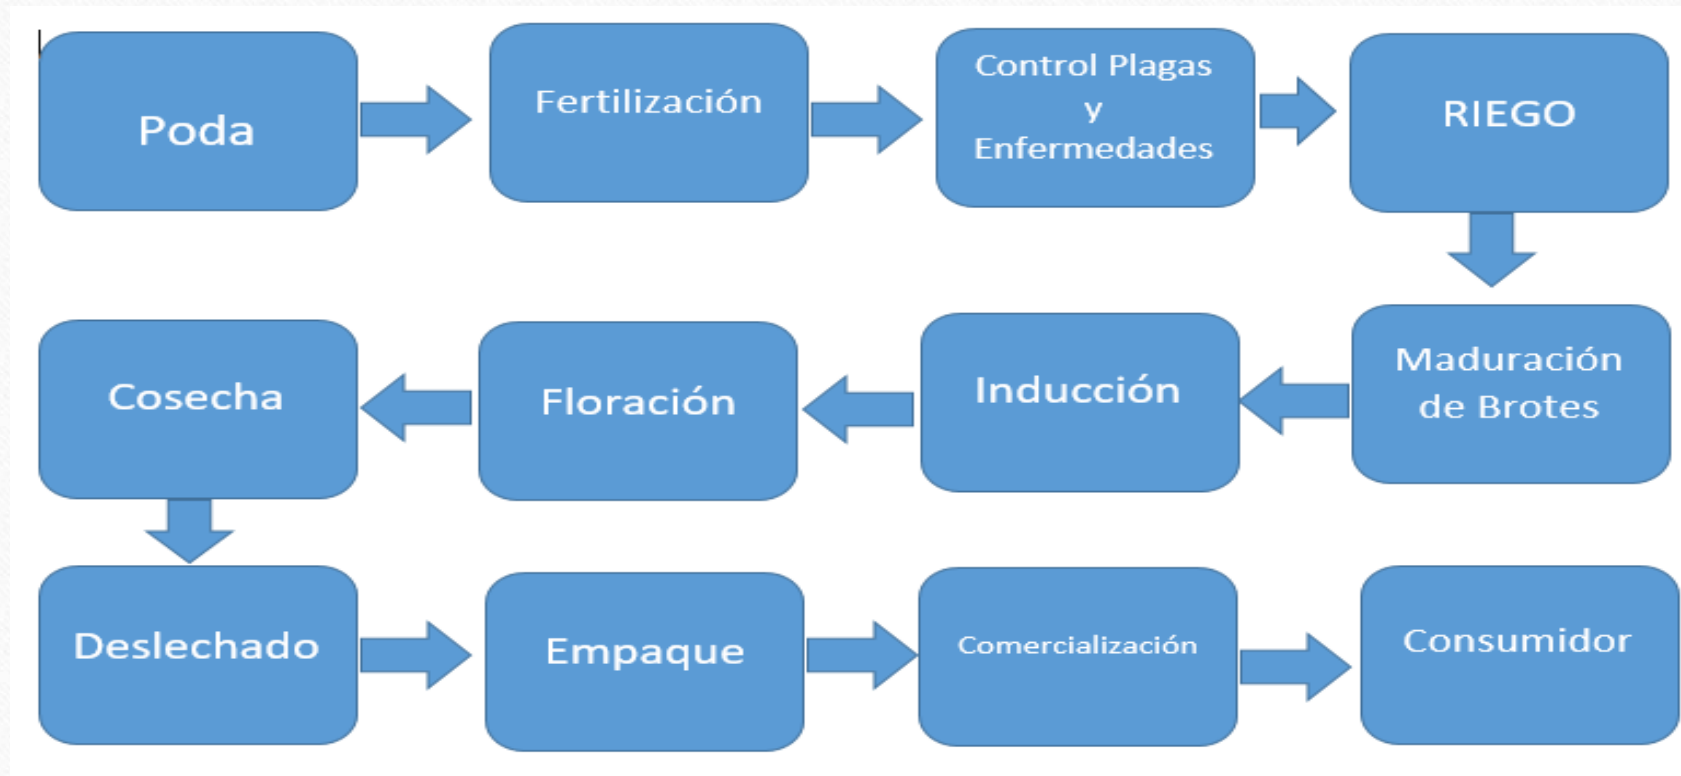 Poda
Fertilización
Control Plagas
y
Enfermedades
RIEGO
Maduración
de Brotes
Inducción
Floración
Cosecha
Deslechado
Empaque
Comercialización
Consumidor